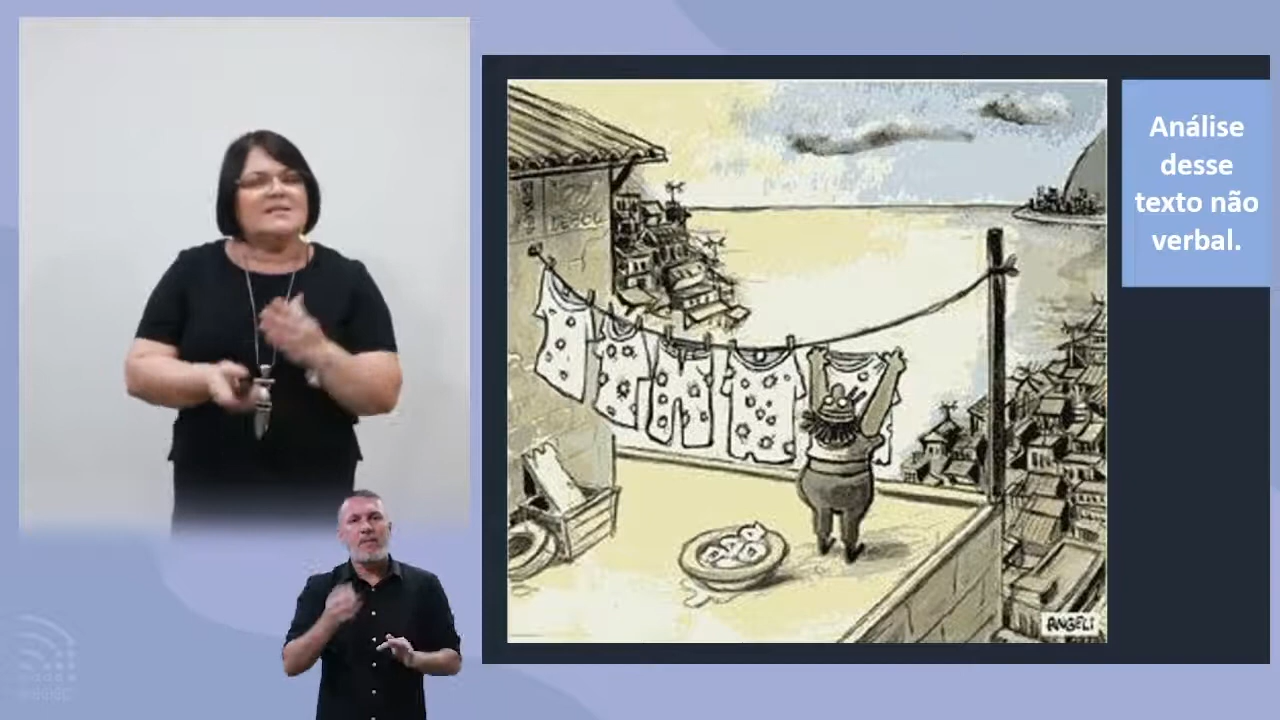 Análise
desse
texto não
verbal.
ANGELI